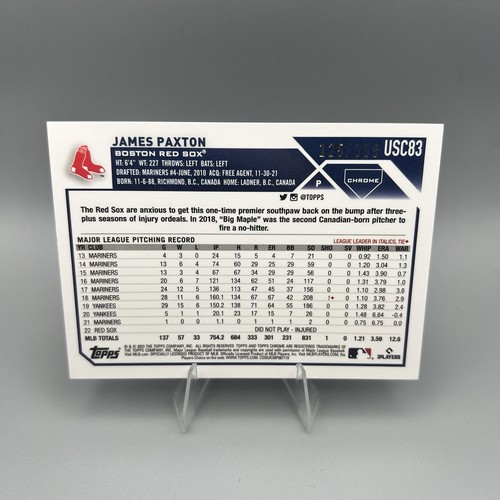 JAMES PAXTON
BOSTON RED SOX®
HT: 6'4" WT: 227 THROWS: LEFT BATS: LEFT
DRAFTED: MARINERS #4-JUNE, 2010 ACQ: FREE AGENT, 11-30-21
BORN: 11-6-88, RICHMOND, B.C., CANADA HOME: LADNER, B.C., CANADA
USC83
P
CHROME
@TOPPS
The Red Sox are anxious to get this one-time premier southpaw back on the bump after three-
plus seasons of injury ordeals. In 2018, "Big Maple" was the second Canadian-born pitcher to
fire a no-hitter.
MAJOR LEAGUE PITCHING RECORD LEAGUE LEADER IN ITALICS, TIE♦
YR CLUB G W L IP H R ER BB SO SHO SV WHIP ERA WAR
13 MARINERS 4 3 0 24 15 5 4 7 21 0 0 0.92 1.50 1.1
14 MARINERS 13 6 4 74 60 29 25 29 59 0 0 1.20 3.04 1.3
15 MARINERS 13 3 4 67 67 34 29 29 56 0 0 1.43 3.90 0.7
16 MARINERS 20 6 7 121 134 62 51 24 117 0 0 1.31 3.79 1.0
17 MARINERS 24 12 5 136 113 47 45 37 156 0 0 1.10 2.98 3.6
18 MARINERS 28 11 6 160.1 134 67 67 42 208 1♦ 0 1.10 3.76 2.9
19 YANKEES 29 15 6 150.2 138 71 64 55 186 0 0 1.28 3.82 2.4
20 YANKEES 5 1 1 20.1 23 17 15 7 26 0 0 1.48 6.64 -0.4
21 MARINERS 1 0 0 1.1 0 1 1 1 2 0 0 0.75 6.75 0.0
22 RED SOX DID NOT PLAY - INJURED
MLB TOTALS 137 57 33 754.2 684 333 301 231 831 1 0 1.21 3.59 12.6
Topps
MLBPLAYERS.COM
PLAYERS